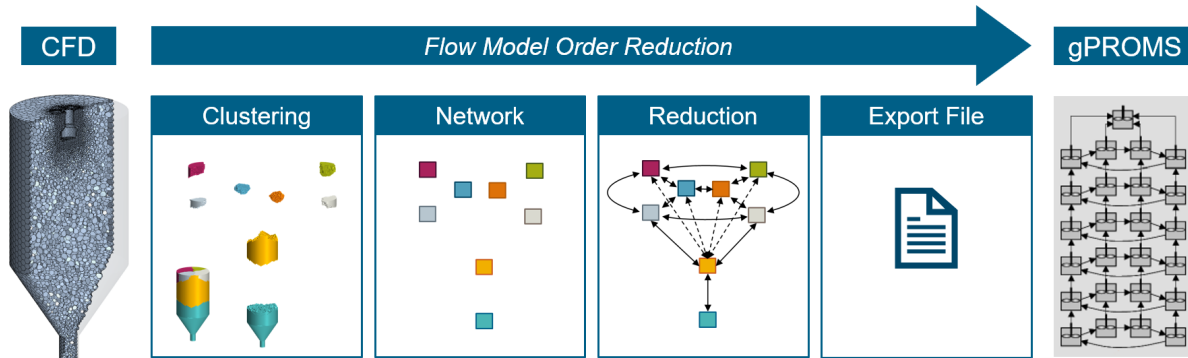 CFD
Flow Model Order Reduction
gPROMS
Clustering
Network
Reduction
Export File